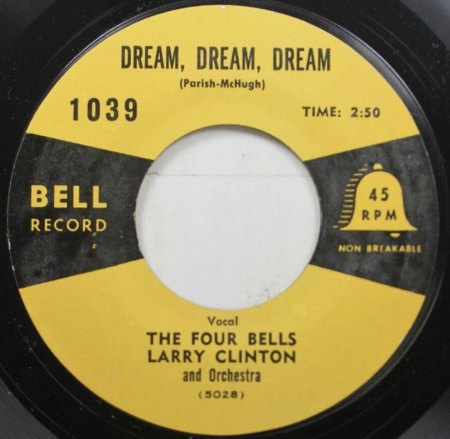 DREAM, DREAM, DREAM
(Parish-McHugh)
1039
TIME: 2:50
BELL
RECORD
45
RPM
NON BREAKABLE
Vocal
THE FOUR BELLS
LARRY CLINTON
and Orchestra
(5028)